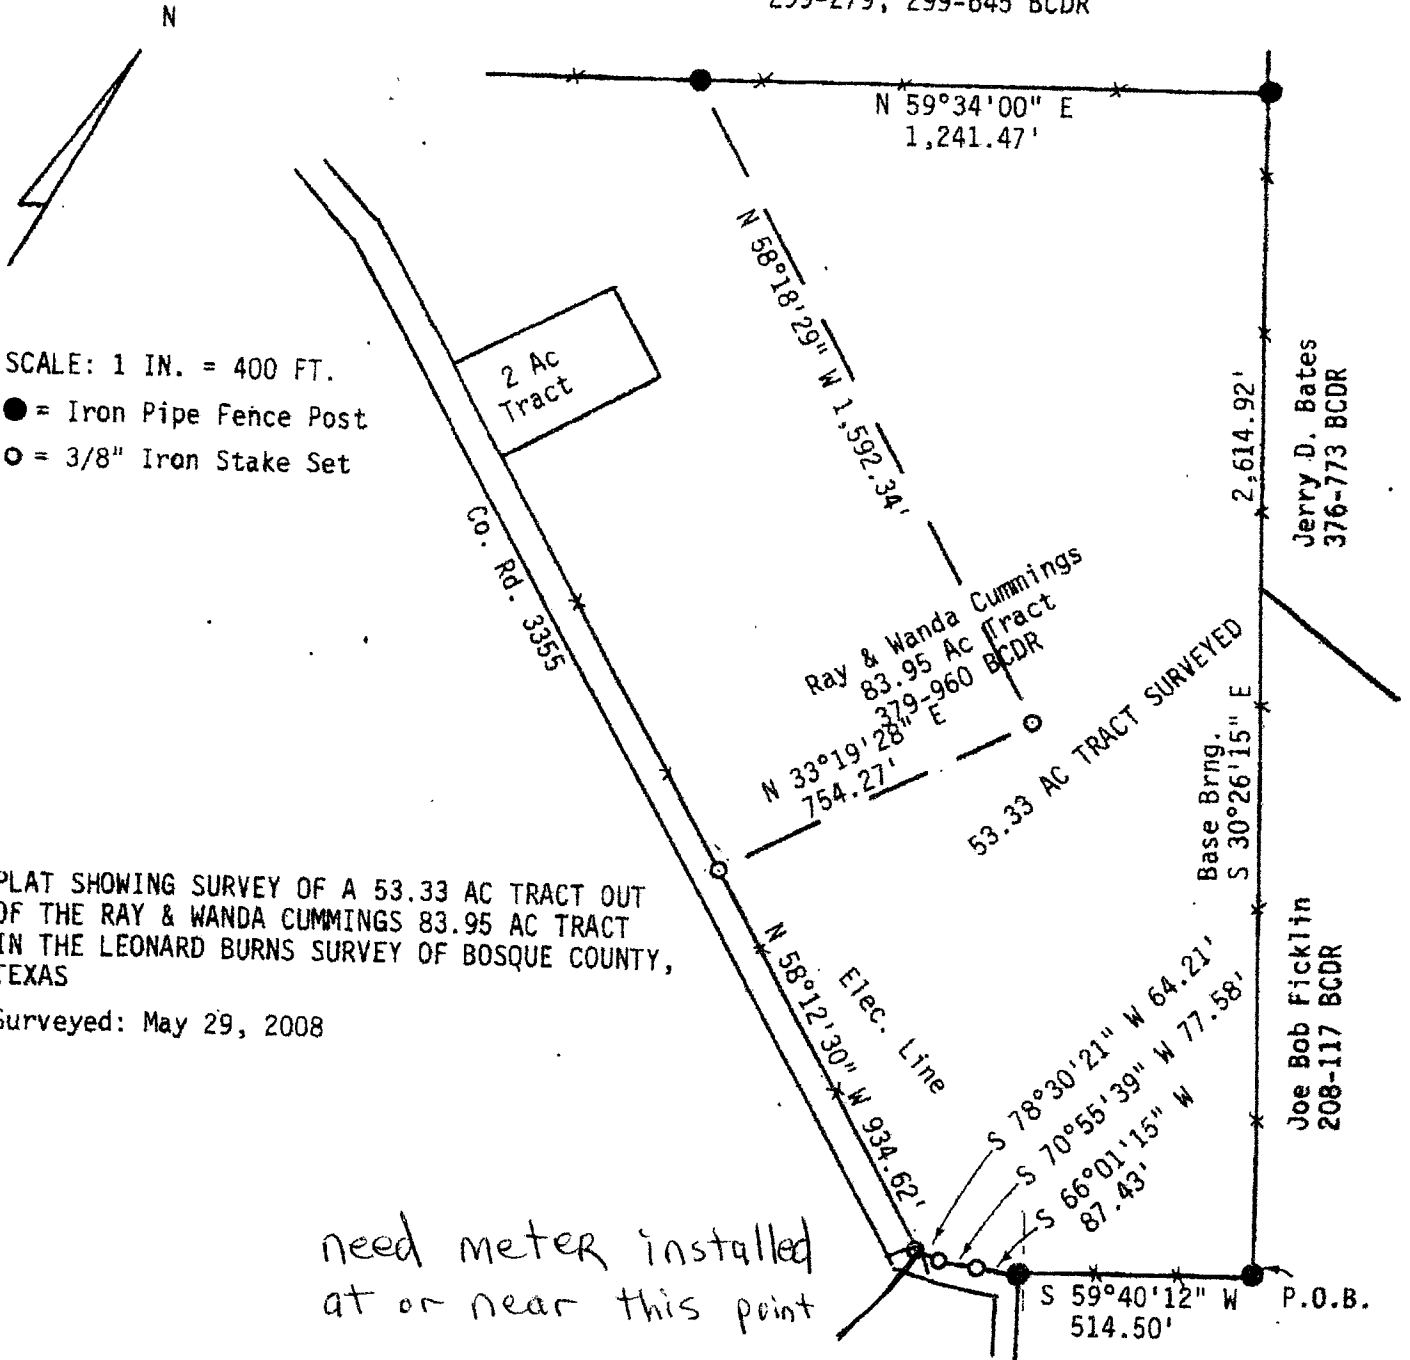 299-279, 299-645 BCDR
N
N 59°34'00" E
1,241.47'
N 58°18'29" W 1,592.34'
2 Ac
Tract
SCALE: 1 IN. = 400 FT.
= Iron Pipe Fence Post
= 3/8" Iron Stake Set
Co. Rd. 3355
2,614.92'
Jerry D. Bates
376-773 BCDR
Ray & Wanda Cummings
83.95 Ac Tract
379-960 BCDR
N 33°19'28" E
754.27'
53.33 AC TRACT SURVEYED
Base Brng.
S 30°26'15" E
PLAT SHOWING SURVEY OF A 53.33 AC TRACT OUT
OF THE RAY & WANDA CUMMINGS 83.95 AC TRACT
IN THE LEONARD BURNS SURVEY OF BOSQUE COUNTY,
TEXAS
Surveyed: May 29, 2008
N 58°12'30" W 934.62'
Elec. Line
S 78°30'21" W 64.21'
S 70°55'39" W 77.58'
S 66°01'15" W
87.43'
Joe Bob Ficklin
208-117 BCDR
need meter installed
at or near this point
S 59°40'12" W
514.50'
P.O.B.